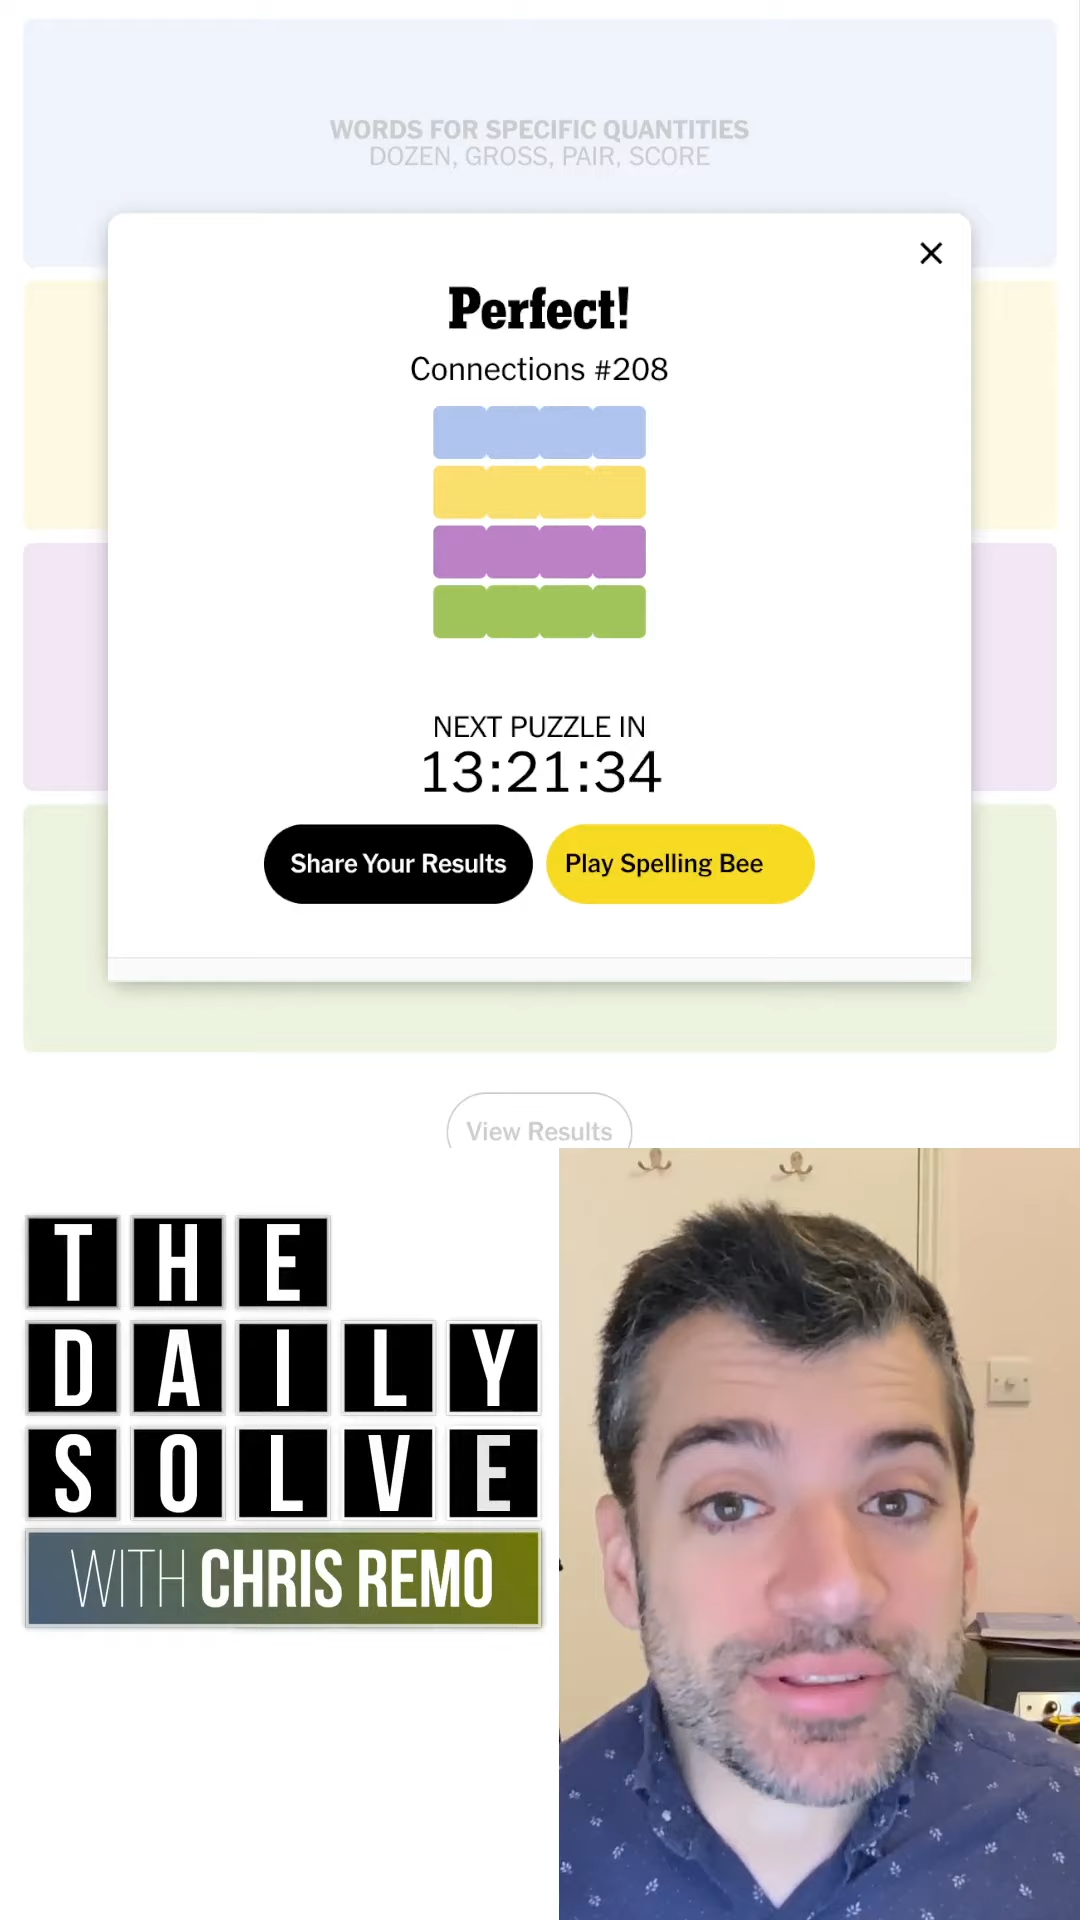 WORDS FOR SPECIFIC QUANTITIES
DOZEN, GROSS, PAIR, SCORE
Perfect!
Connections #208
NEXT PUZZLE IN
13:21:34
Share Your Results
Play Spelling Bee
View Results
THE
DAILY
SOLVE
WITH CHRIS REMO